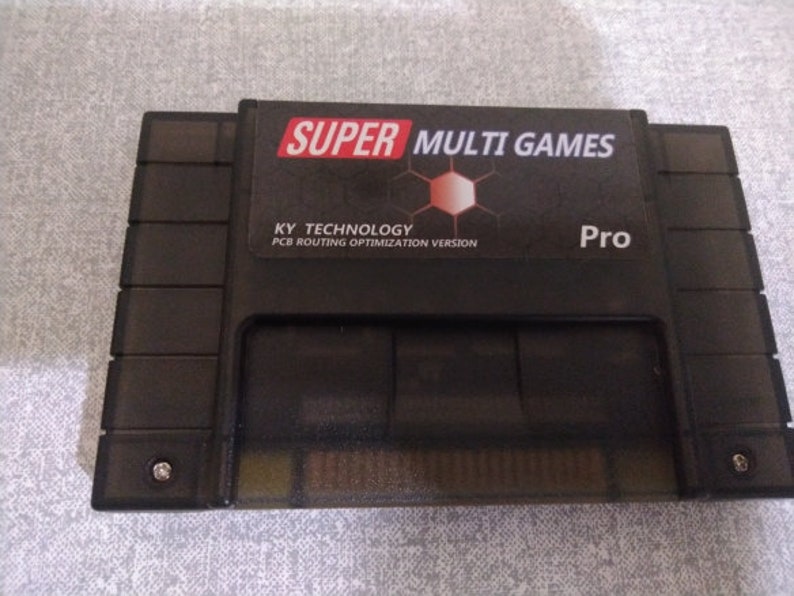 SUPER MULTI GAMES
KY TECHNOLOGY
PCB ROUTING OPTIMIZATION VERSION
Pro